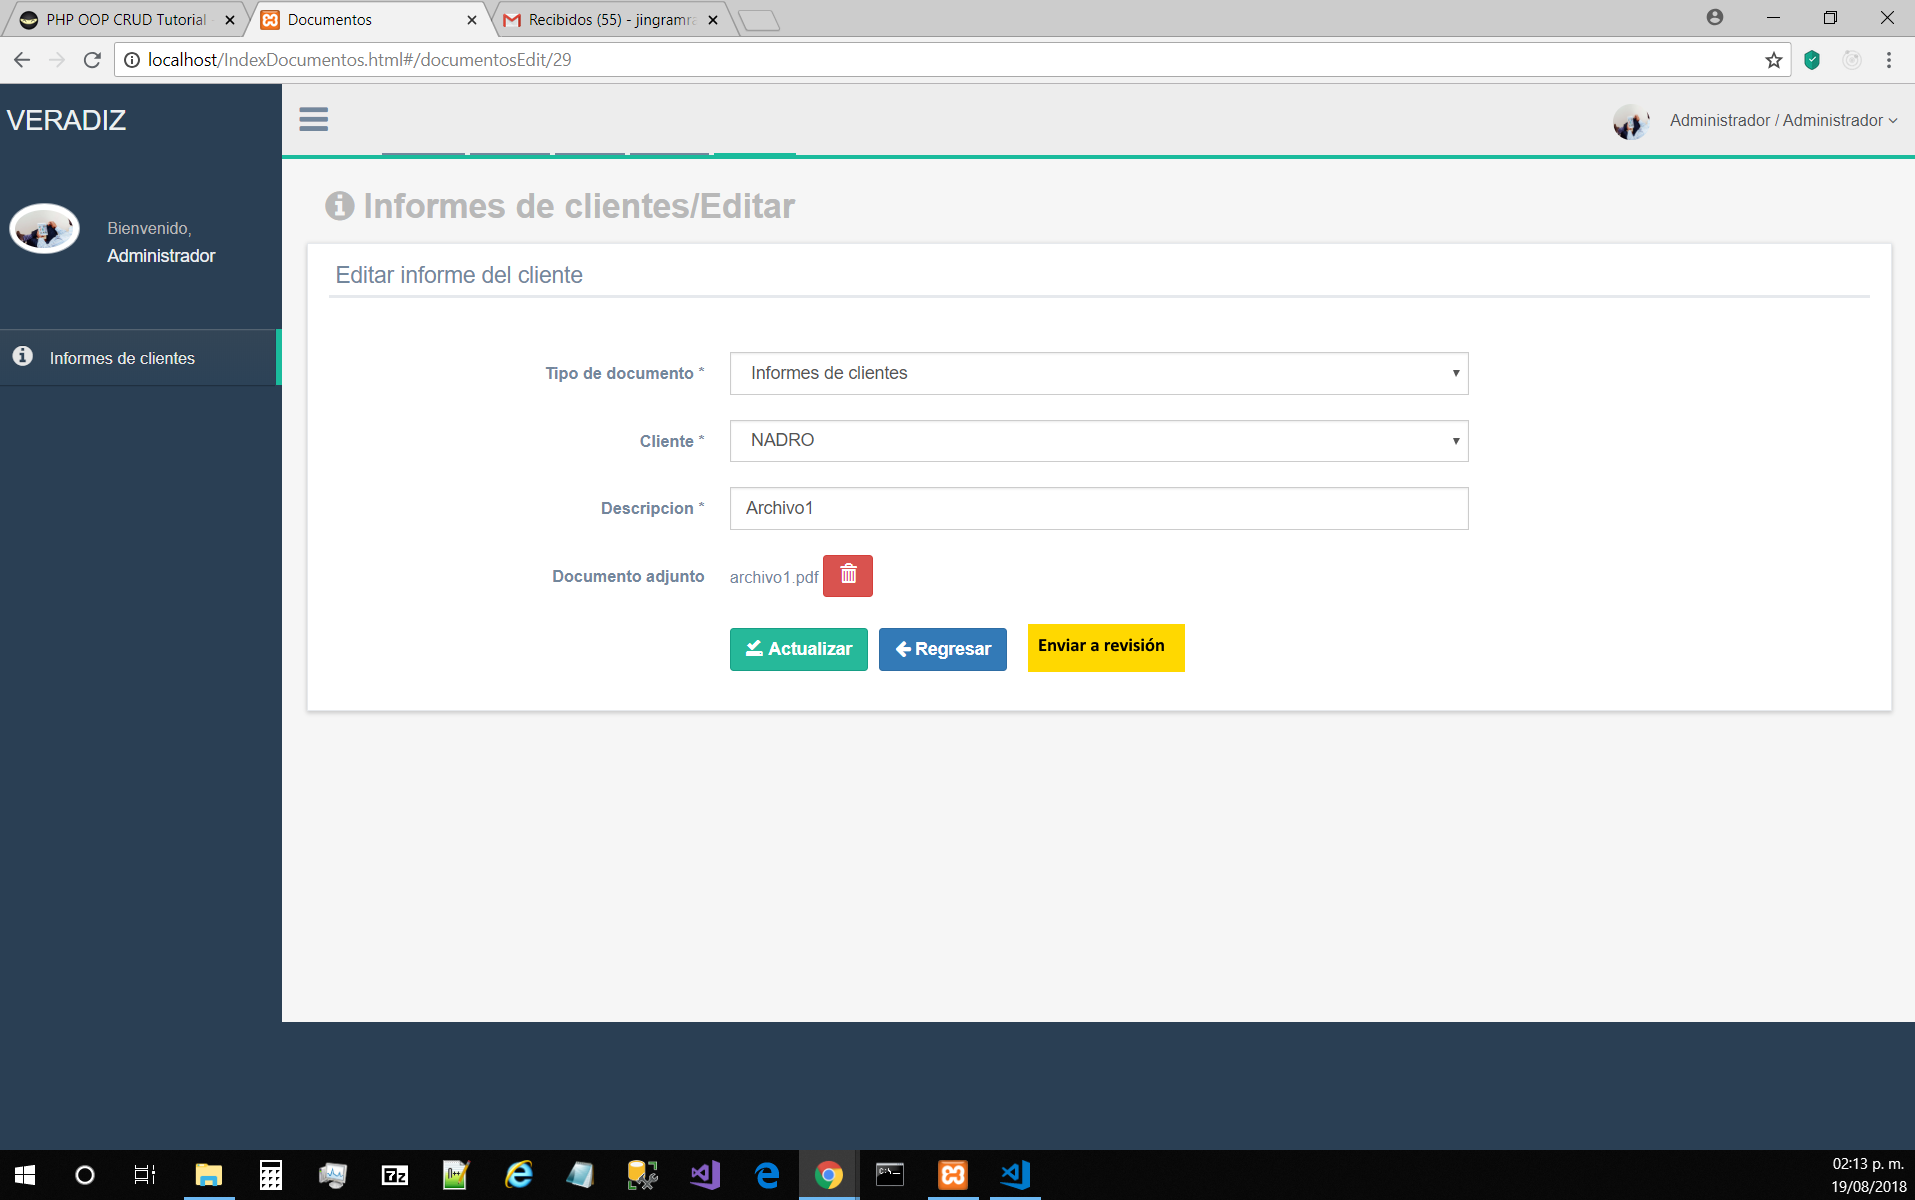 PHP OOP CRUD Tutorial
Documentos
Recibidos (55) - jingramra
localhost/IndexDocumentos.html#/documentosEdit/29
VERADIZ
Administrador / Administrador
Bienvenido,
Administrador
Informes de clientes
Informes de clientes/Editar
Editar informe del cliente
Tipo de documento *
Informes de clientes
Cliente *
NADRO
Descripcion *
Archivo1
Documento adjunto
archivo1.pdf
Actualizar
Regresar
Enviar a revisión
7z
02:13 p. m.
19/08/2018